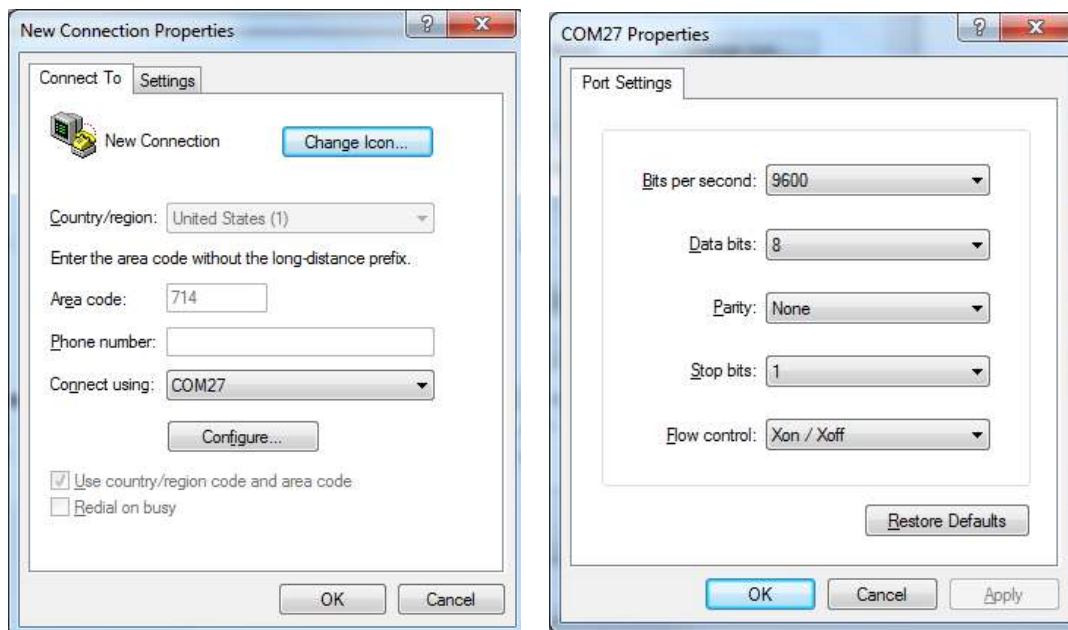 New Connection Properties
Connect To Settings
New Connection Change Icon...
Country/region: United States (1)
Enter the area code without the long-distance prefix.
Area code: 714
Phone number:
Connect using: COM27
Configure...
Use country/region code and area code
Redial on busy
OK Cancel
COM27 Properties
Port Settings
Bits per second: 9600
Data bits: 8
Parity: None
Stop bits: 1
Flow control: Xon / Xoff
Restore Defaults
OK Cancel Apply